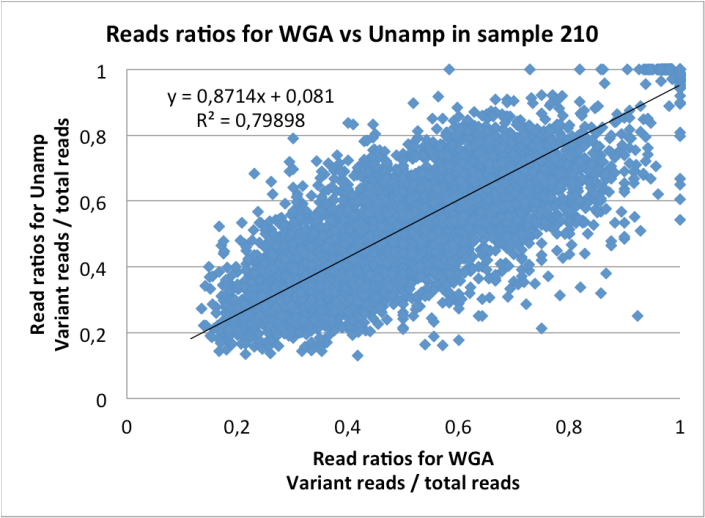 Reads ratios for WGA vs Unamp in sample 210
y = 0,8714x + 0,081
R² = 0,79898
Read ratios for Unamp
Variant reads / total reads
1
0,8
0,6
0,4
0,2
0
0
0,2
0,4
0,6
0,8
1
Read ratios for WGA
Variant reads / total reads